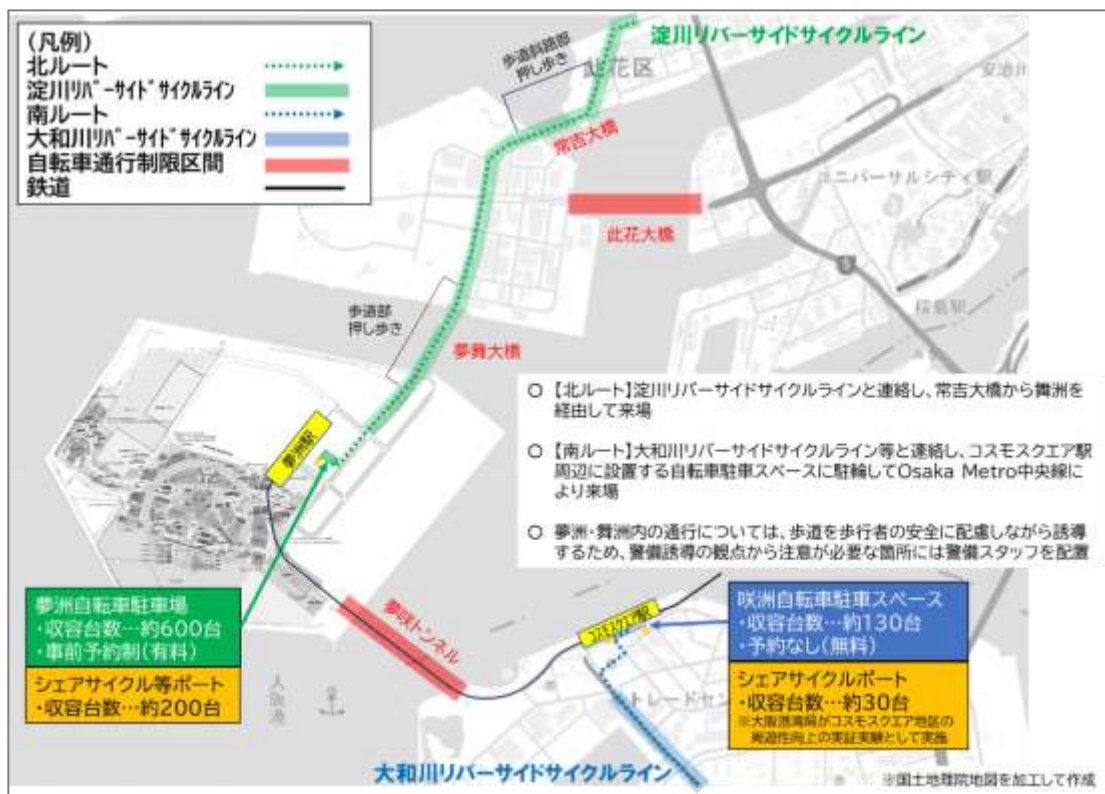 (凡例)
北ルート
淀川リバーサイドサイクルライン
南ルート
大和川リバーサイドサイクルライン
自転車通行制限区間
鉄道
淀川リバーサイドサイクルライン
歩道斜路部
押し歩き
此花区
安治川
常吉大橋
ユニバーサルシティ駅
此花大橋
5
桜島駅
歩道部
押し歩き
夢舞大橋
○ 【北ルート】淀川リバーサイドサイクルラインと連絡し、常吉大橋から舞洲を
経由して来場
○ 【南ルート】大和川リバーサイドサイクルライン等と連絡し、コスモスクエア駅
周辺に設置する自転車駐車スペースに駐輪してOsaka Metro中央線に
より来場
○ 夢洲・舞洲内の通行については、歩道を歩行者の安全に配慮しながら誘導
するため、警備誘導の観点から注意が必要な箇所には警備スタッフを配置
夢洲駅
夢洲自転車駐車場
・収容台数…約600台
・事前予約制(有料)
シェアサイクル等ポート
・収容台数…約200台
夢咲トンネル
コスモスクエア駅
咲洲自転車駐車スペース
・収容台数…約130台
・予約なし(無料)
シェアサイクルポート
・収容台数…約30台
※大阪港湾局がコスモスクエア地区の
周遊性向上の実証実験として実施
大阪港
トレードセン
大和川リバーサイドサイクルライン
※国土地理院地図を加工して作成